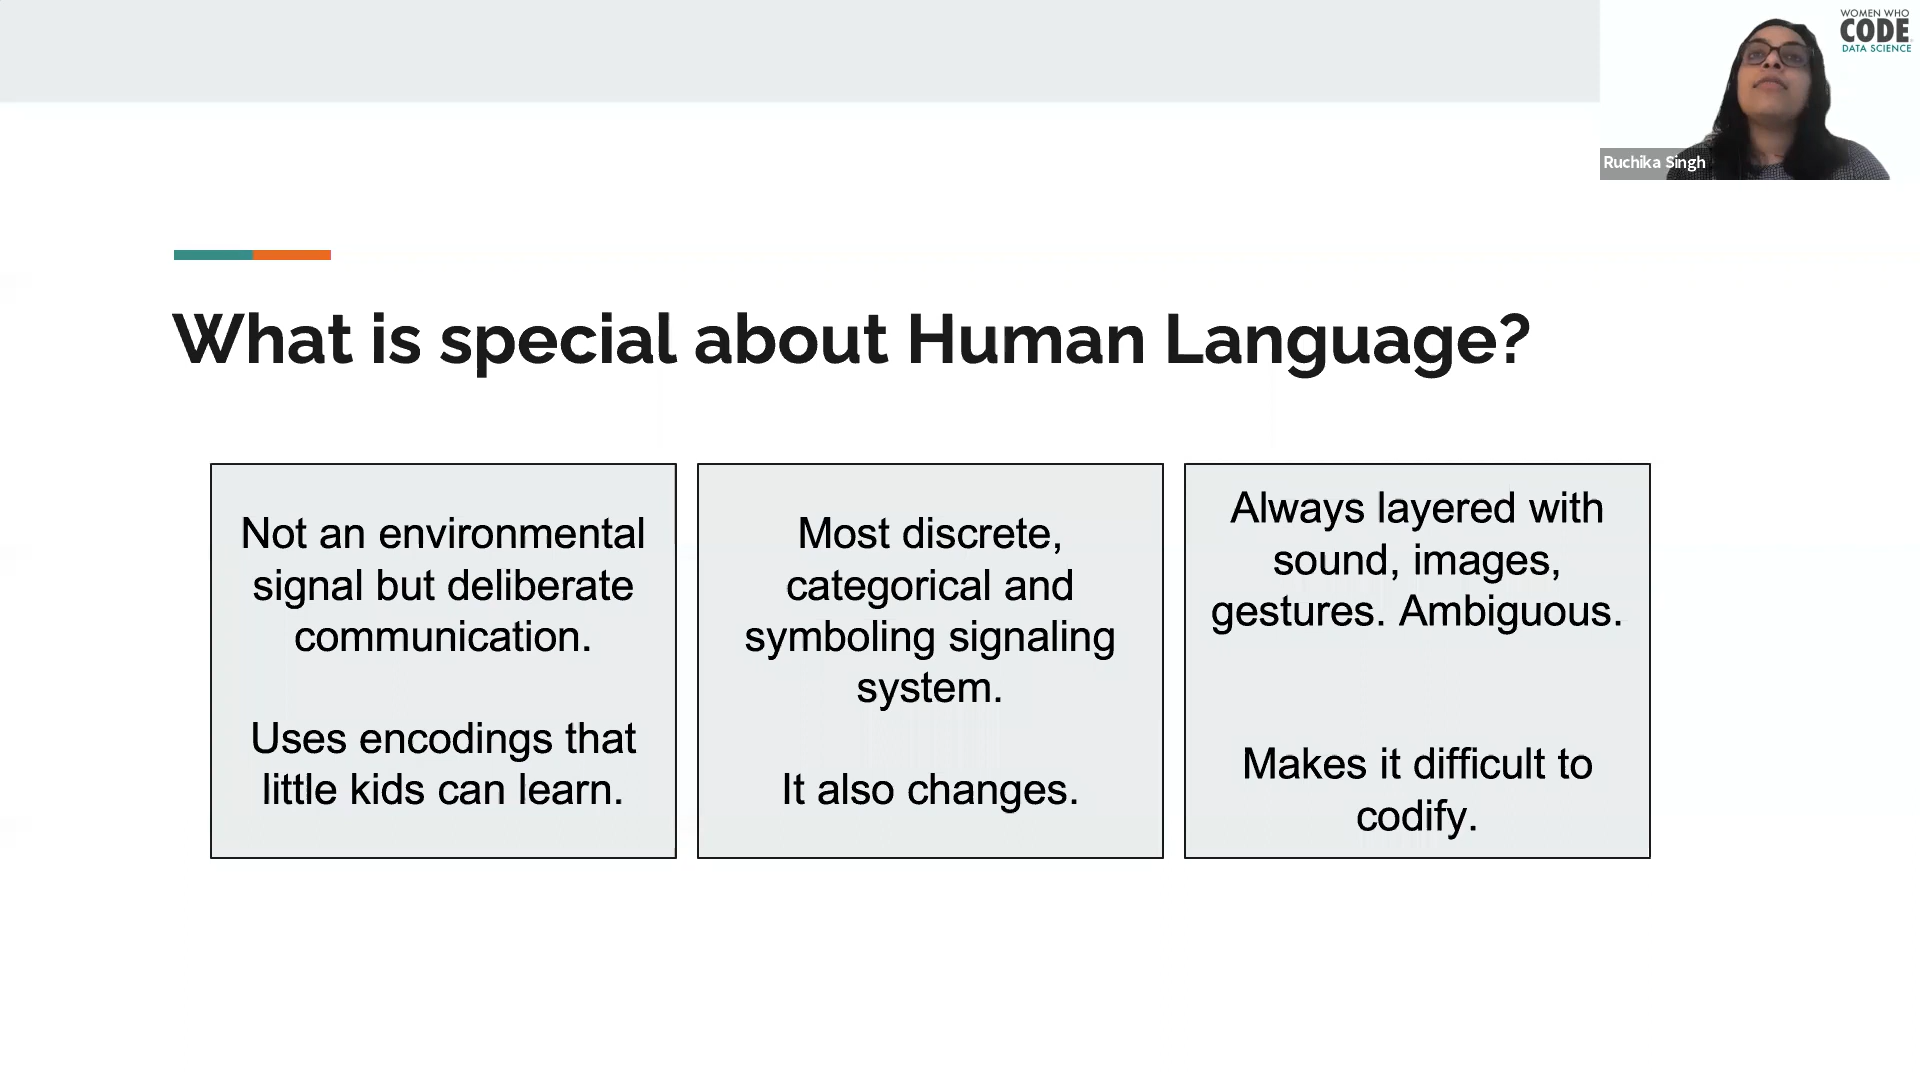 WOMEN WHO
CODE
DATA SCIENCE
Ruchika Singh
What is special about Human Language?
Not an environmental
signal but deliberate
communication.
Uses encodings that
little kids can learn.
Most discrete,
categorical and
symboling signaling
system.
It also changes.
Always layered with
sound, images,
gestures. Ambiguous.
Makes it difficult to
codify.